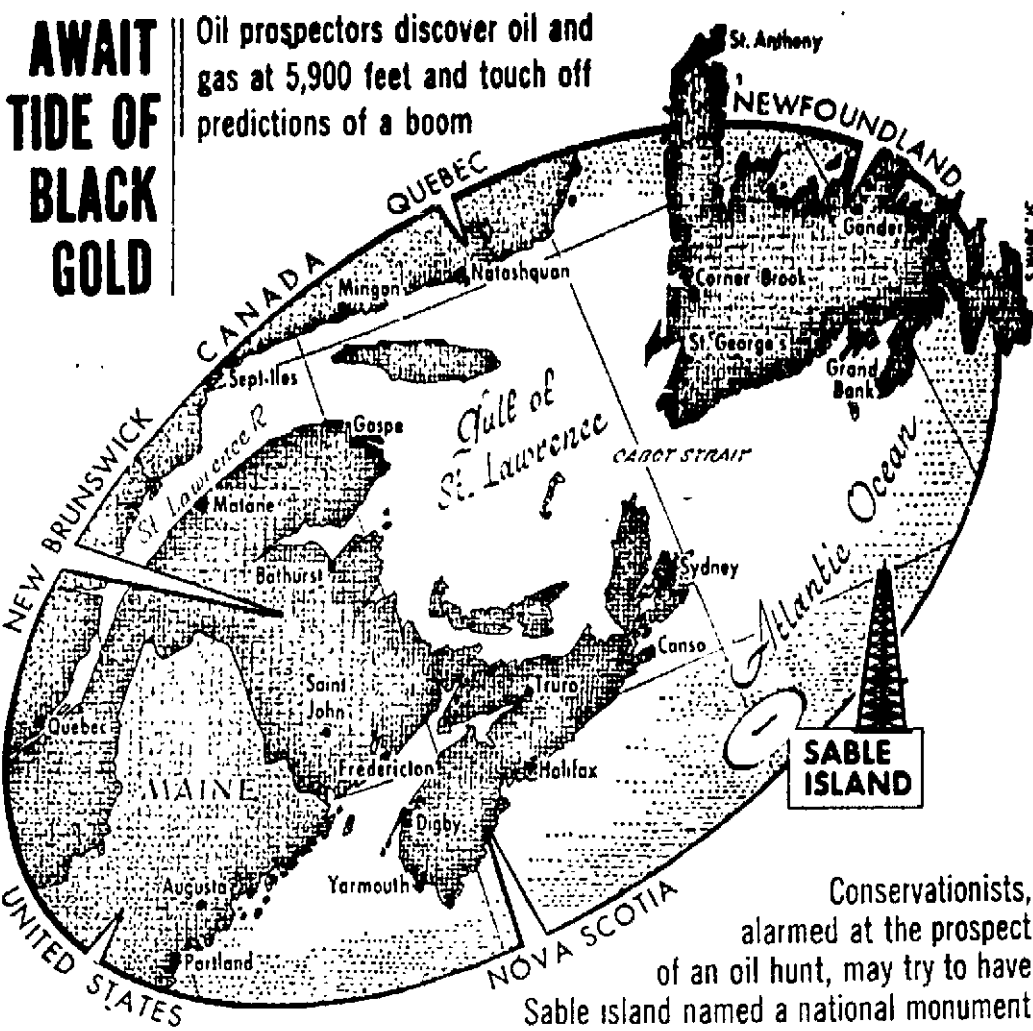 AWAIT
TIDE OF
BLACK
GOLD
Oil prospectors discover oil and
gas at 5,900 feet and touch off
predictions of a boom
St. Anthony
NEWFOUNDLAND
QUEBEC
Gander
CANADA
Natashquan
Corner Brook
Mingan
St. George's
Sept-Iles
Grand
Bank
Gulf of
St. Lawrence
Gaspe
NEW BRUNSWICK
St. Lawrence R
CABOT STRAIT
Matane
Atlantic Ocean
Bathurst
Sydney
Canso
Saint
John
Truro
Quebec
Fredericton
Halifax
SABLE
ISLAND
MAINE
Digby
Augusta
Yarmouth
UNITED STATES
Portland
NOVA SCOTIA
Conservationists,
alarmed at the prospect
of an oil hunt, may try to have
Sable island named a national monument